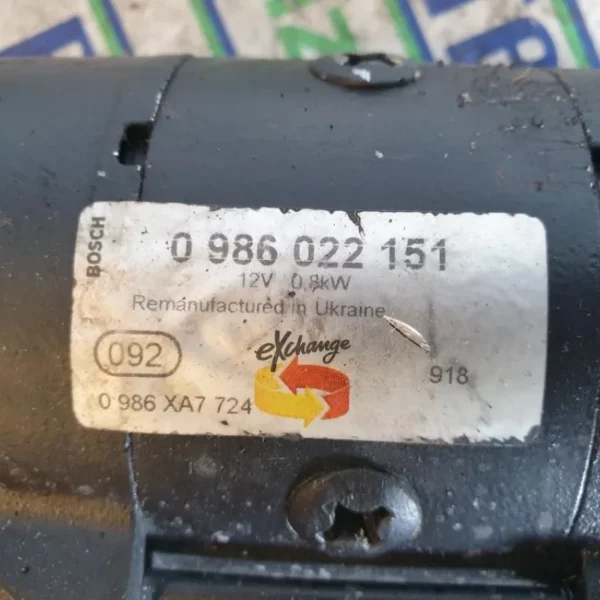 BOSCH
0 986 022 151
12V 0,8kW
Remanufactured in Ukraine
eXchange
092
918
0 986 XA7 724